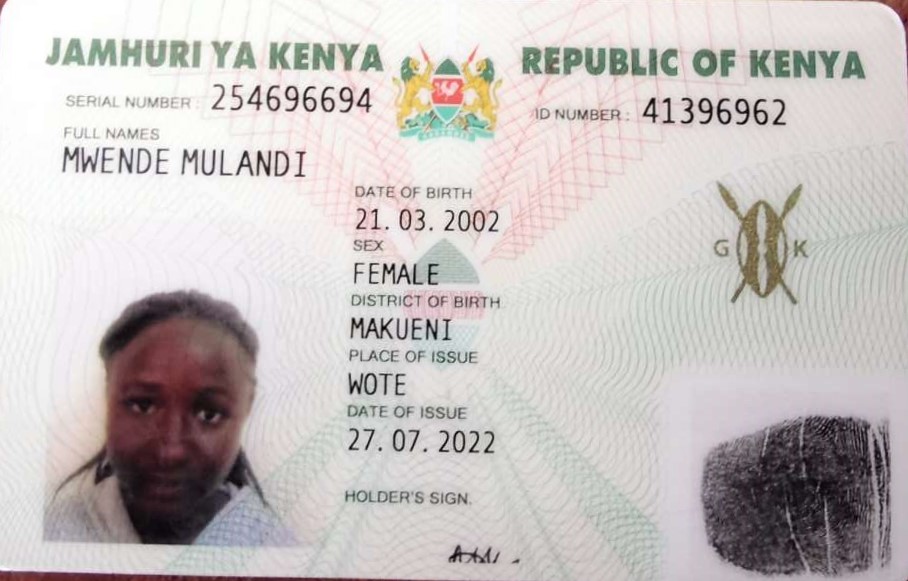 JAMHURI YA KENYA
REPUBLIC OF KENYA
SERIAL NUMBER : 254696694
ID NUMBER : 41396962
FULL NAMES
MWENDE MULANDI
DATE OF BIRTH
21. 03. 2002
SEX
FEMALE
DISTRICT OF BIRTH
MAKUENI
PLACE OF ISSUE
WOTE
DATE OF ISSUE
27. 07. 2022
HOLDER'S SIGN.
G K